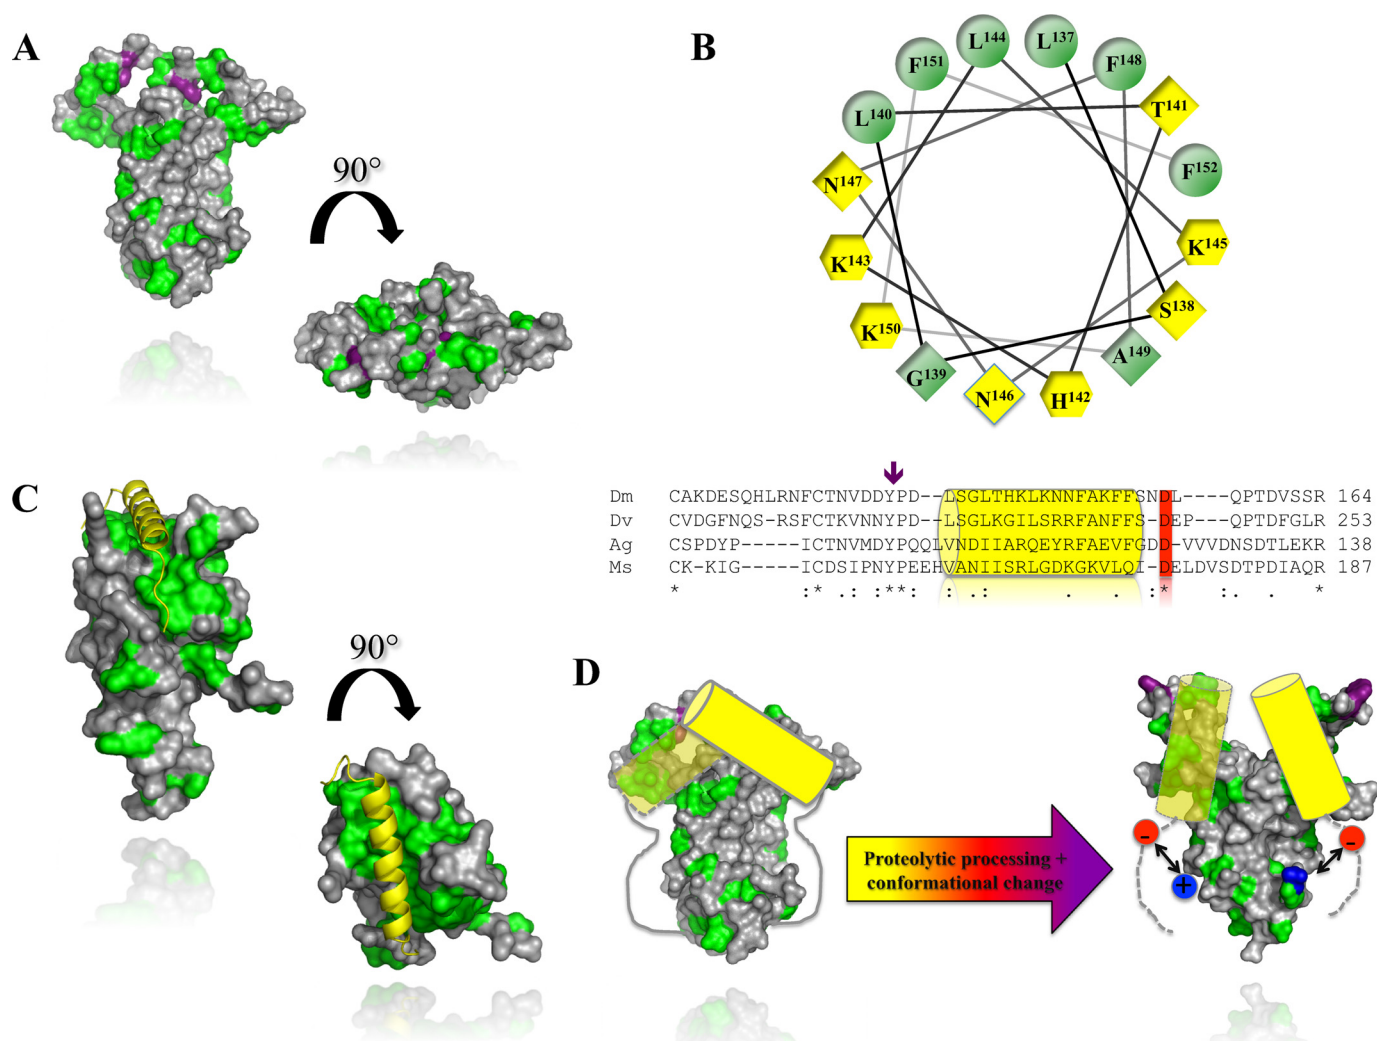 A
90°
B
L144
L137
F151
F148
L140
T141
F152
N147
K143
K145
K150
S138
G139
A149
N146
H142
Dm CAKDESQHLRNFCTNVDDYPD--LSGLTHKLKNNFAKFFSNDL----QPTDVSSR 164
Dv CVDGFNQS-RSFCTKVNNYPD--LSGLKGILSRRFANFFS-DEP---QPTDFGLR 253
Ag CSPDYP-----ICTNVMDYPQQLVNDIIARQEYRFAEVFGDD-VVVDNSDTLEKR 138
Ms CK-KIG-----ICDSIPNYPEEHVANIISRLGDKGKVLQI-DELDVSDTPDIAQR 187
* :* .: :**: : .: . . :* :. . *
C
90°
D
Proteolytic processing +
conformational change
-
+
-